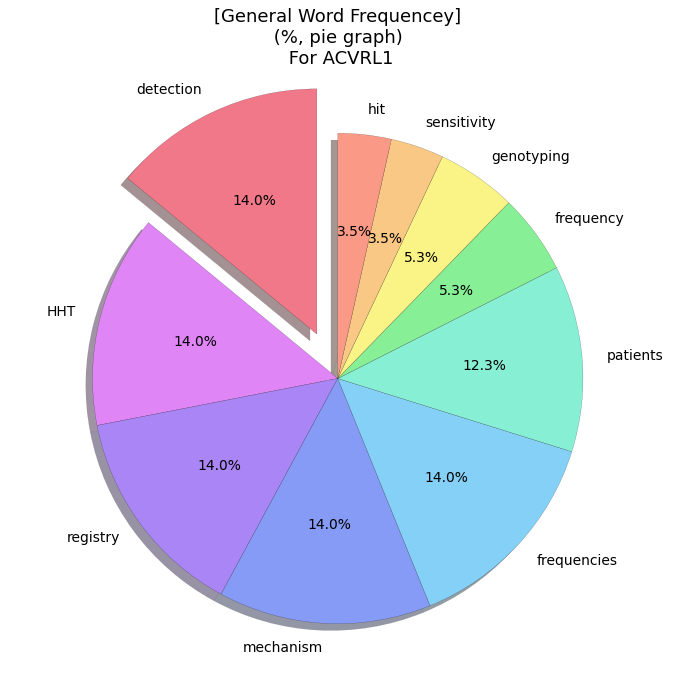 [General Word Frequencey]
(%, pie graph)
For ACVRL1
detection
hit
sensitivity
genotyping
frequency
patients
frequencies
mechanism
registry
HHT
14.0%
3.5%
3.5%
5.3%
5.3%
12.3%
14.0%
14.0%
14.0%
14.0%